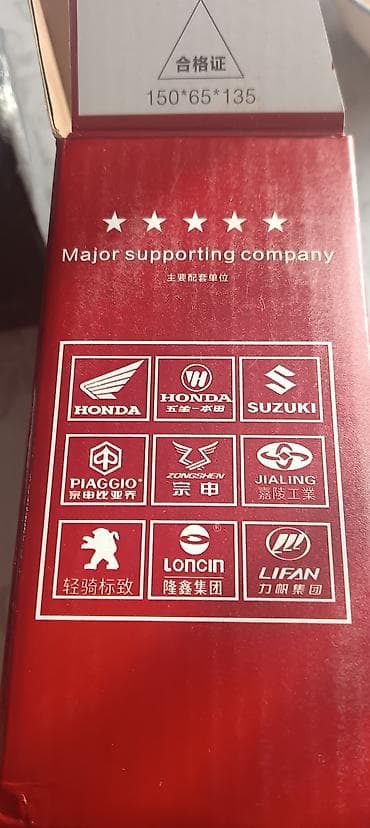 合格证
150*65*135
Major supporting company
主要配套单位
HONDA
HONDA
五羊-本田
SUZUKI
PIAGGIO
宗申比亚乔
ZONGSHEN
宗申
JIALING
嘉陵工業
轻骑标致
LONCIN
隆鑫集团
LIFAN
力帆集团